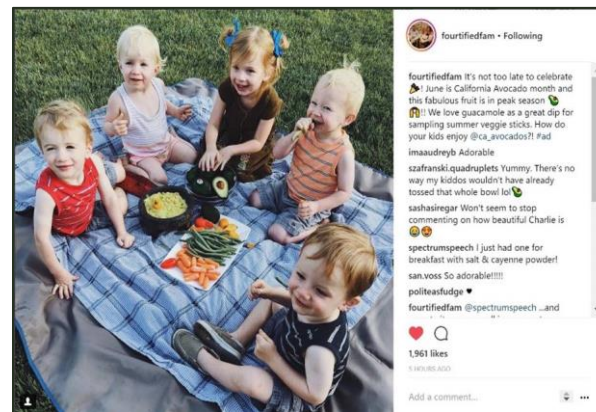 fourtifiedfam • Following
fourtifiedfam It's not too late to celebrate
🎉! June is California Avocado month and
this fabulous fruit is in peak season 🥑
!! We love guacamole as a great dip for
sampling summer veggie sticks. How do
your kids enjoy @ca_avocados?! #ad
imaaudreyb Adorable
szafranski.quadruplets Yummy. There's no
way my kiddos wouldn't have already
tossed that whole bowl lol🥑
sashasiregar Won't seem to stop
commenting on how beautiful Charlie is
😭😍
spectrumspeech I just had one for
breakfast with salt & cayenne powder!
san.voss So adorable!!!!!
politeasfudge ♥
fourtifiedfam @spectrumspeech ...and
1,961 likes
5 HOURS AGO
Add a comment...